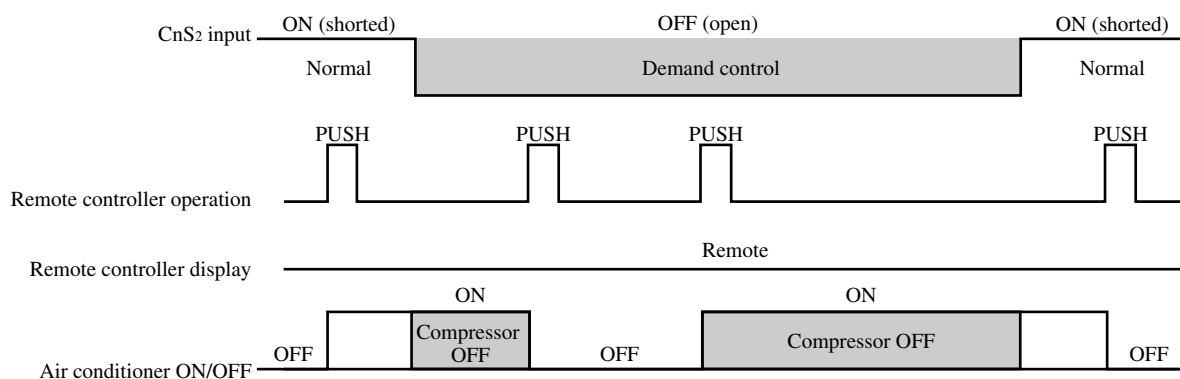 ON (shorted)
OFF (open)
ON (shorted)
CnS2 input
Normal
Demand control
Normal
PUSH
PUSH
PUSH
PUSH
Remote controller operation
Remote
Remote controller display
ON
ON
Compressor
OFF
Compressor OFF
OFF
OFF
OFF
Air conditioner ON/OFF